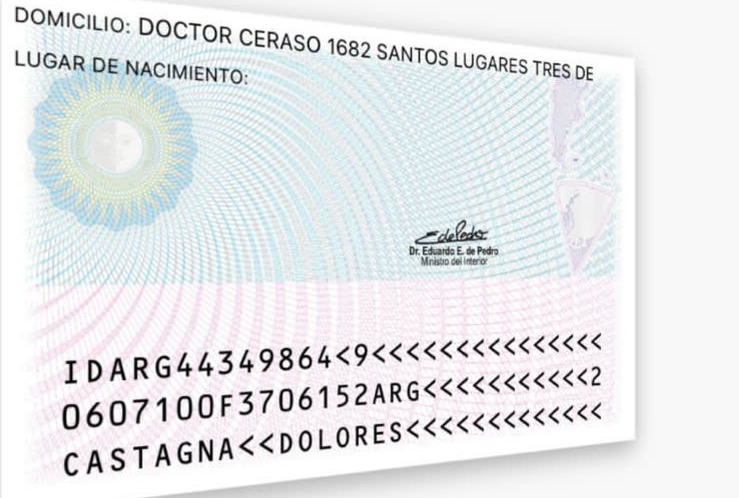 DOMICILIO: DOCTOR CERASO 1682 SANTOS LUGARES TRES DE
LUGAR DE NACIMIENTO:
EdePedro
Dr. Eduardo E. de Pedro
Ministro del Interior
IDARG44349864<9<<<<<<<<<<<<<<<
0607100F3706152ARG<<<<<<<<<<<2
CASTAGNA<<DOLORES<<<<<<<<<<<<<